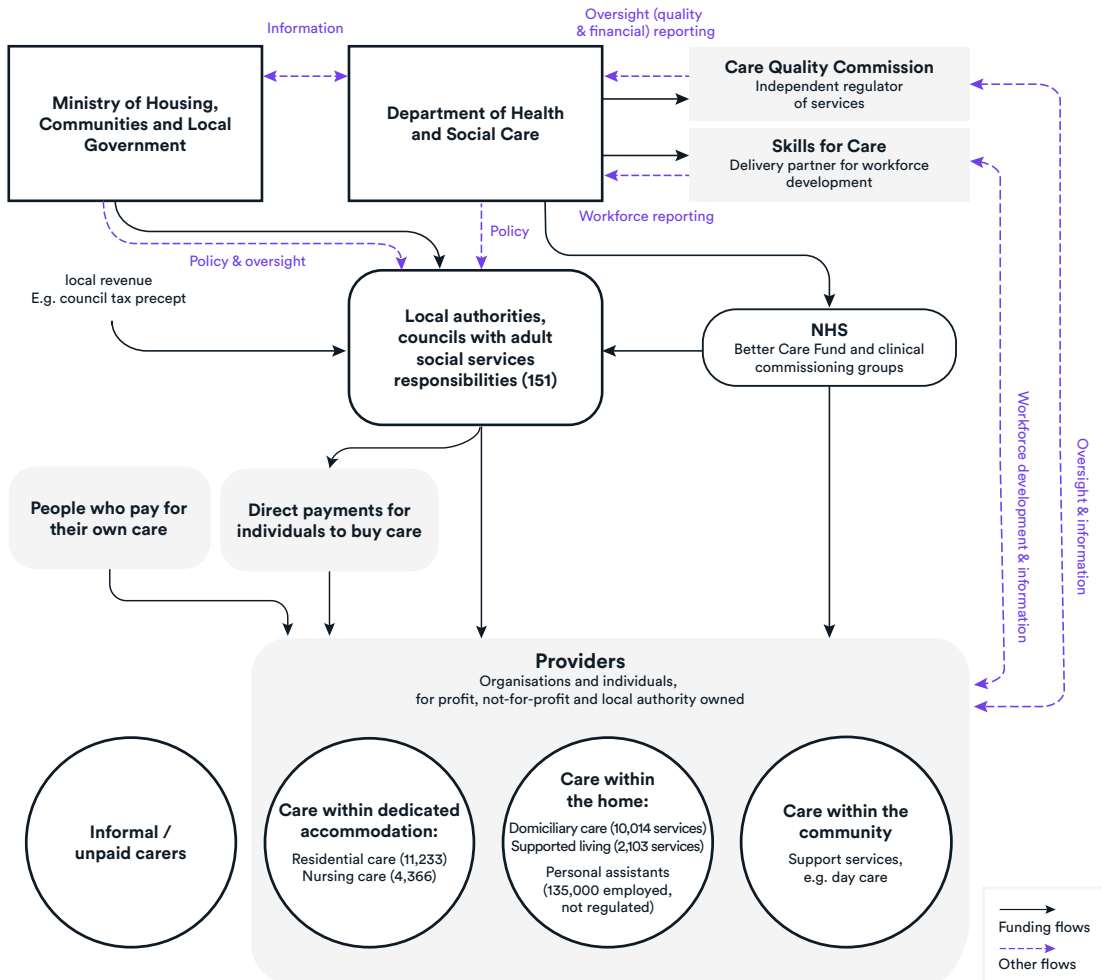 Information
Oversight (quality
& financial) reporting
Ministry of Housing,
Communities and Local
Government
Department of Health
and Social Care
Care Quality Commission
Independent regulator
of services
Skills for Care
Delivery partner for workforce
development
Workforce reporting
Policy
Policy & oversight
local revenue
E.g. council tax precept
Local authorities,
councils with adult
social services
responsibilities (151)
NHS
Better Care Fund and clinical
commissioning groups
Workforce development & information
Oversight & information
People who pay for
their own care
Direct payments for
individuals to buy care
Providers
Organisations and individuals,
for profit, not-for-profit and local authority owned
Informal /
unpaid carers
Care within dedicated
accommodation:
Residential care (11,233)
Nursing care (4,366)
Care within
the home:
Domiciliary care (10,014 services)
Supported living (2,103 services)
Personal assistants
(135,000 employed,
not regulated)
Care within the
community
Support services,
e.g. day care
Funding flows
Other flows